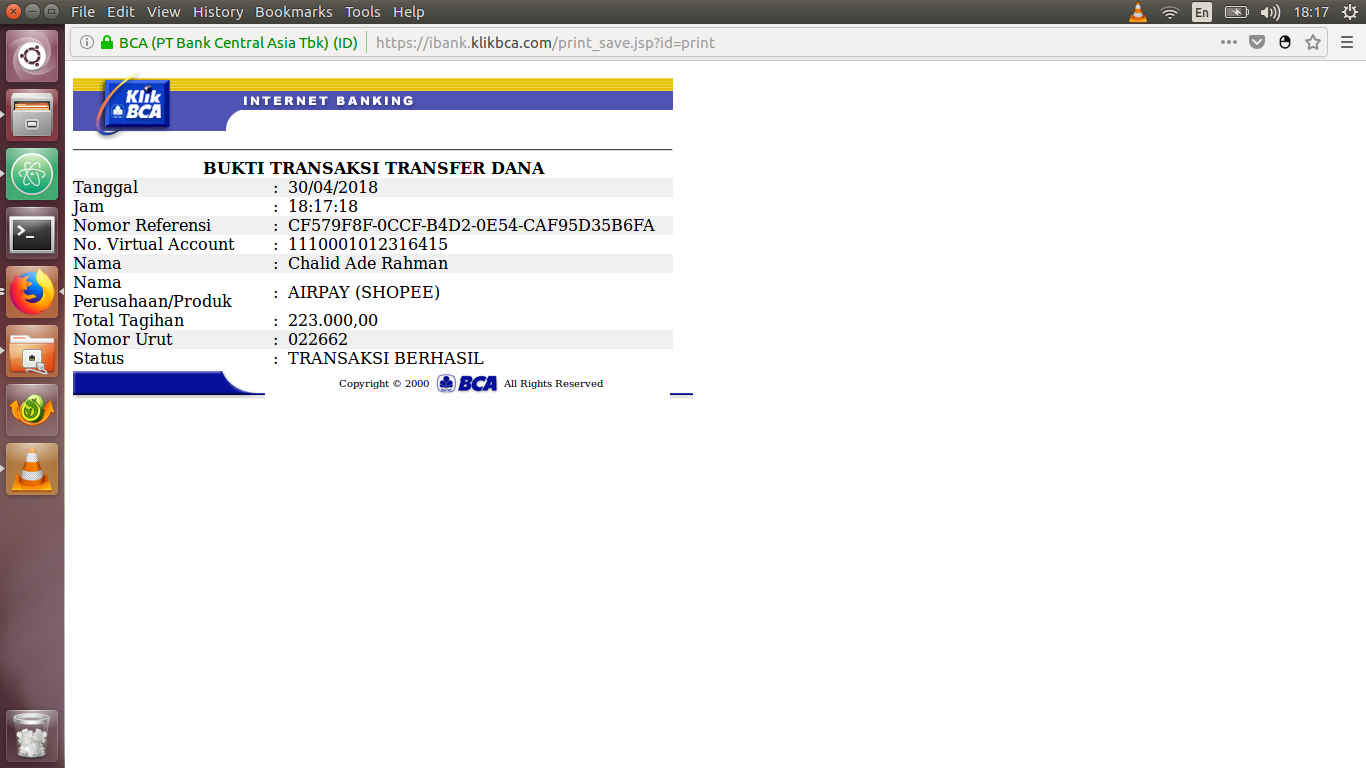 File Edit View History Bookmarks Tools Help
En
18:17
BCA (PT Bank Central Asia Tbk) (ID)
https://ibank.klikbca.com/print_save.jsp?id=print
Klik
BCA
INTERNET BANKING
BUKTI TRANSAKSI TRANSFER DANA
Tanggal : 30/04/2018
Jam : 18:17:18
Nomor Referensi : CF579F8F-0CCF-B4D2-0E54-CAF95D35B6FA
No. Virtual Account : 1110001012316415
Nama : Chalid Ade Rahman
Nama
Perusahaan/Produk : AIRPAY (SHOPEE)
Total Tagihan : 223.000,00
Nomor Urut : 022662
Status : TRANSAKSI BERHASIL
Copyright © 2000 BCA All Rights Reserved